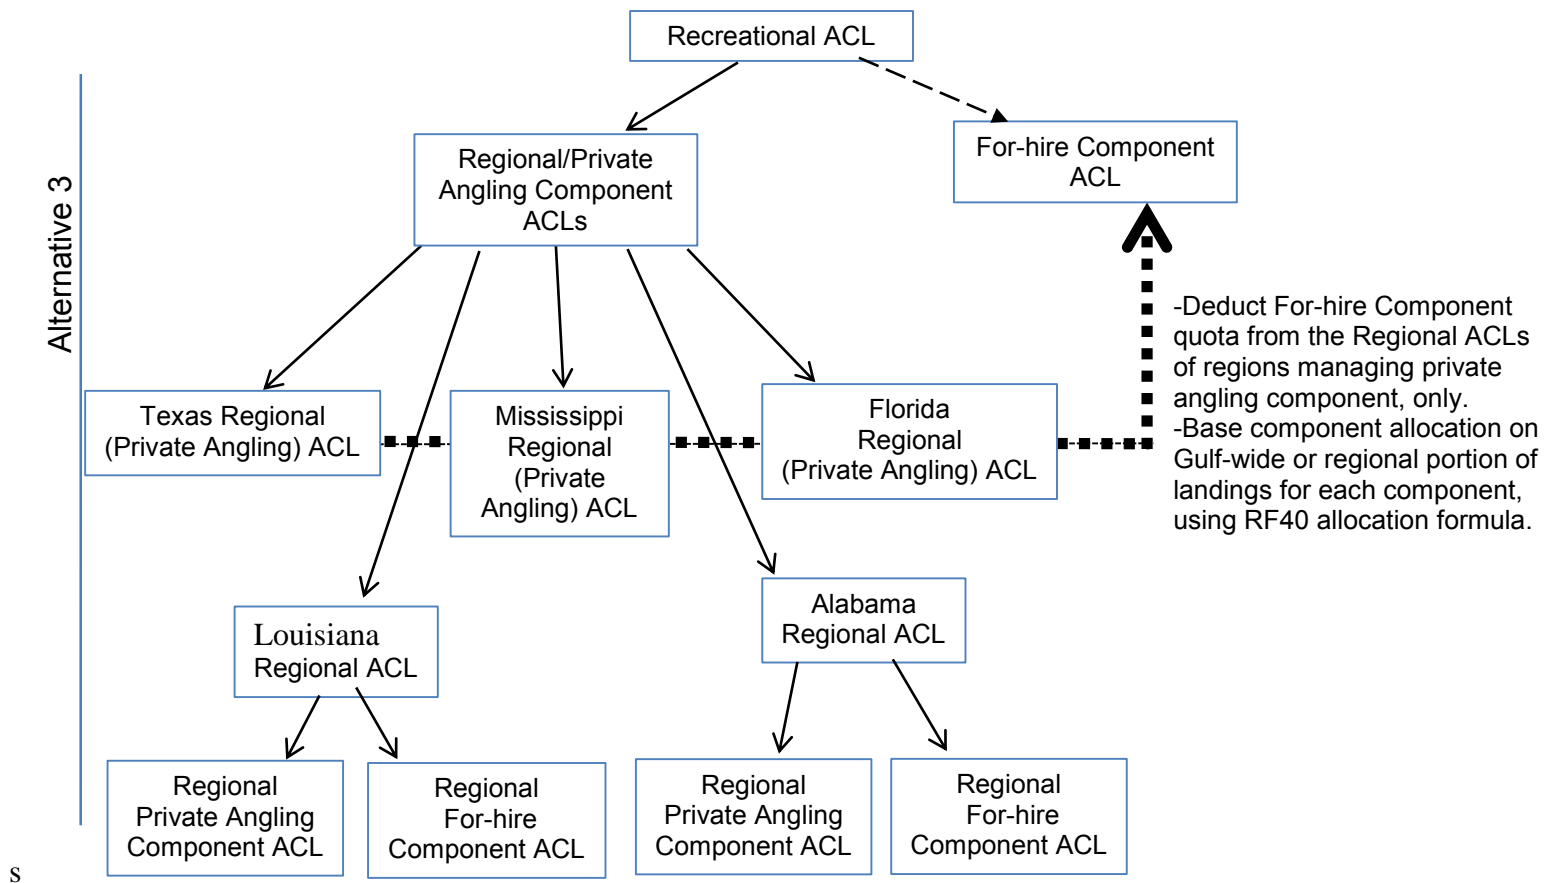 Recreational ACL
Regional/Private
Angling Component
ACLs
For-hire Component
ACL
Alternative 3
-Deduct For-hire Component
quota from the Regional ACLs
of regions managing private
angling component, only.
-Base component allocation on
Gulf-wide or regional portion of
landings for each component,
using RF40 allocation formula.
Texas Regional
(Private Angling) ACL
Mississippi
Regional
(Private
Angling) ACL
Florida
Regional
(Private Angling) ACL
Louisiana
Regional ACL
Alabama
Regional ACL
Regional
Private Angling
Component ACL
Regional
For-hire
Component ACL
Regional
Private Angling
Component ACL
Regional
For-hire
Component ACL
s